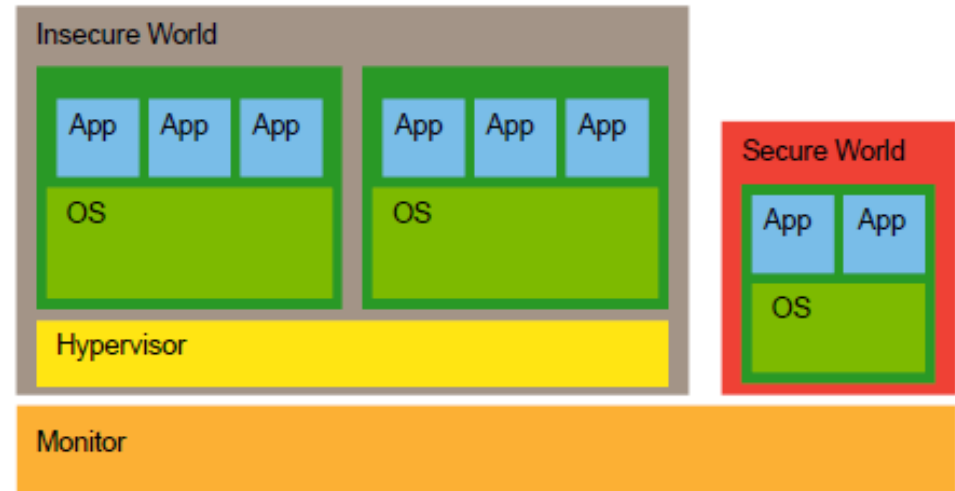 Insecure World
App App App
App App App
OS
OS
Hypervisor
Secure World
App App
OS
Monitor